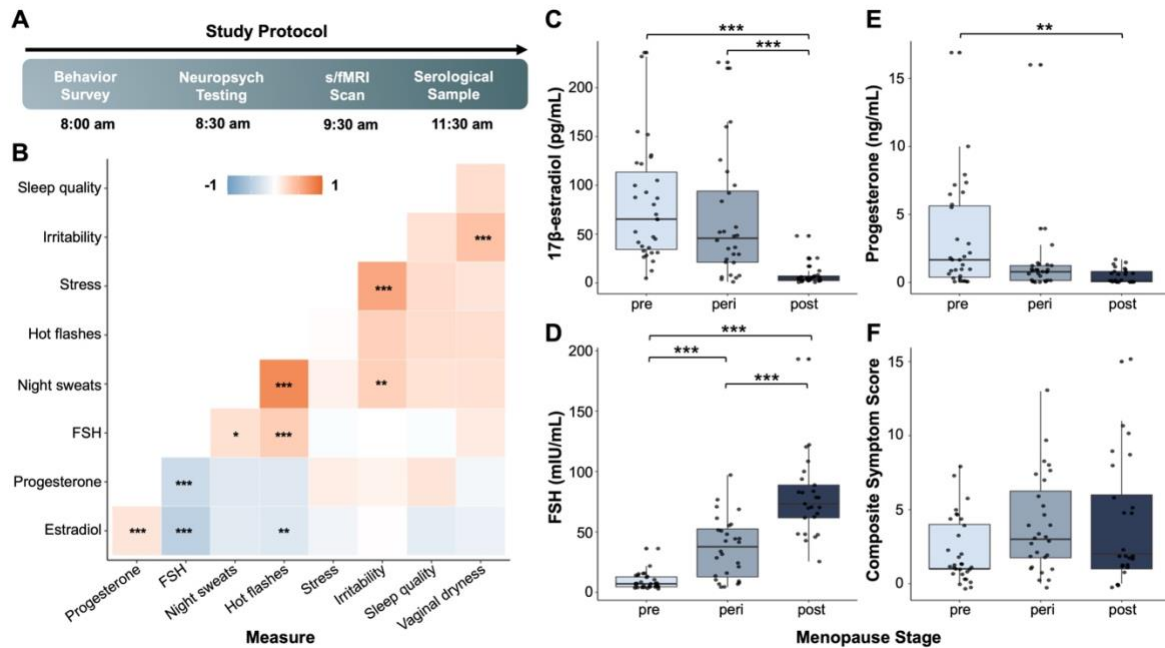 A
Study Protocol
Behavior Survey
Neuropsych Testing
s/fMRI Scan
Serological Sample
8:00 am
8:30 am
9:30 am
11:30 am
B
-1
1
Sleep quality
Irritability
***
Stress
***
Hot flashes
Night sweats
***
**
FSH
*
***
Progesterone
***
Estradiol
***
***
**
Progesterone
FSH
Night sweats
Hot flashes
Stress
Irritability
Sleep quality
Vaginal dryness
Measure
C
17β-estradiol (pg/mL)
200
150
100
50
0
***
***
pre
peri
post
E
Progesterone (ng/mL)
15
10
5
0
**
pre
peri
post
D
FSH (mIU/mL)
200
150
100
50
0
***
***
***
pre
peri
post
F
Composite Symptom Score
15
10
5
0
pre
peri
post
Menopause Stage